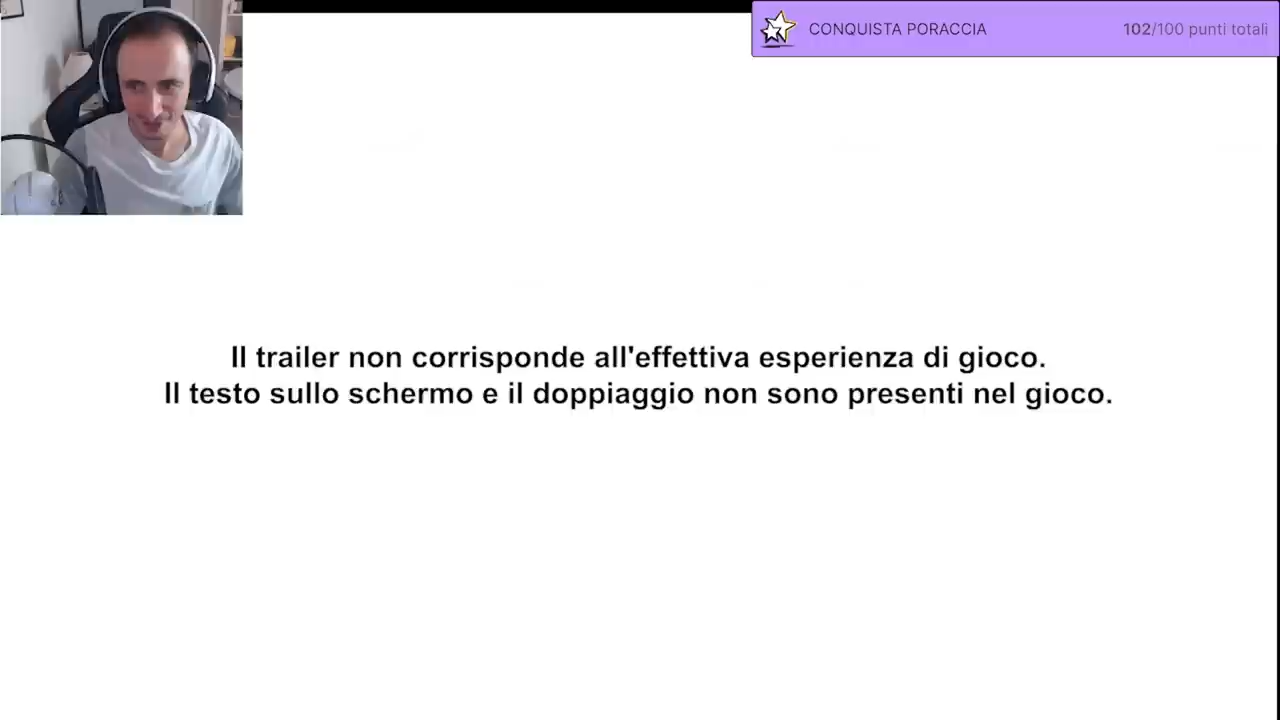 CONQUISTA PORACCIA 102/100 punti totali
Il trailer non corrisponde all'effettiva esperienza di gioco.
Il testo sullo schermo e il doppiaggio non sono presenti nel gioco.